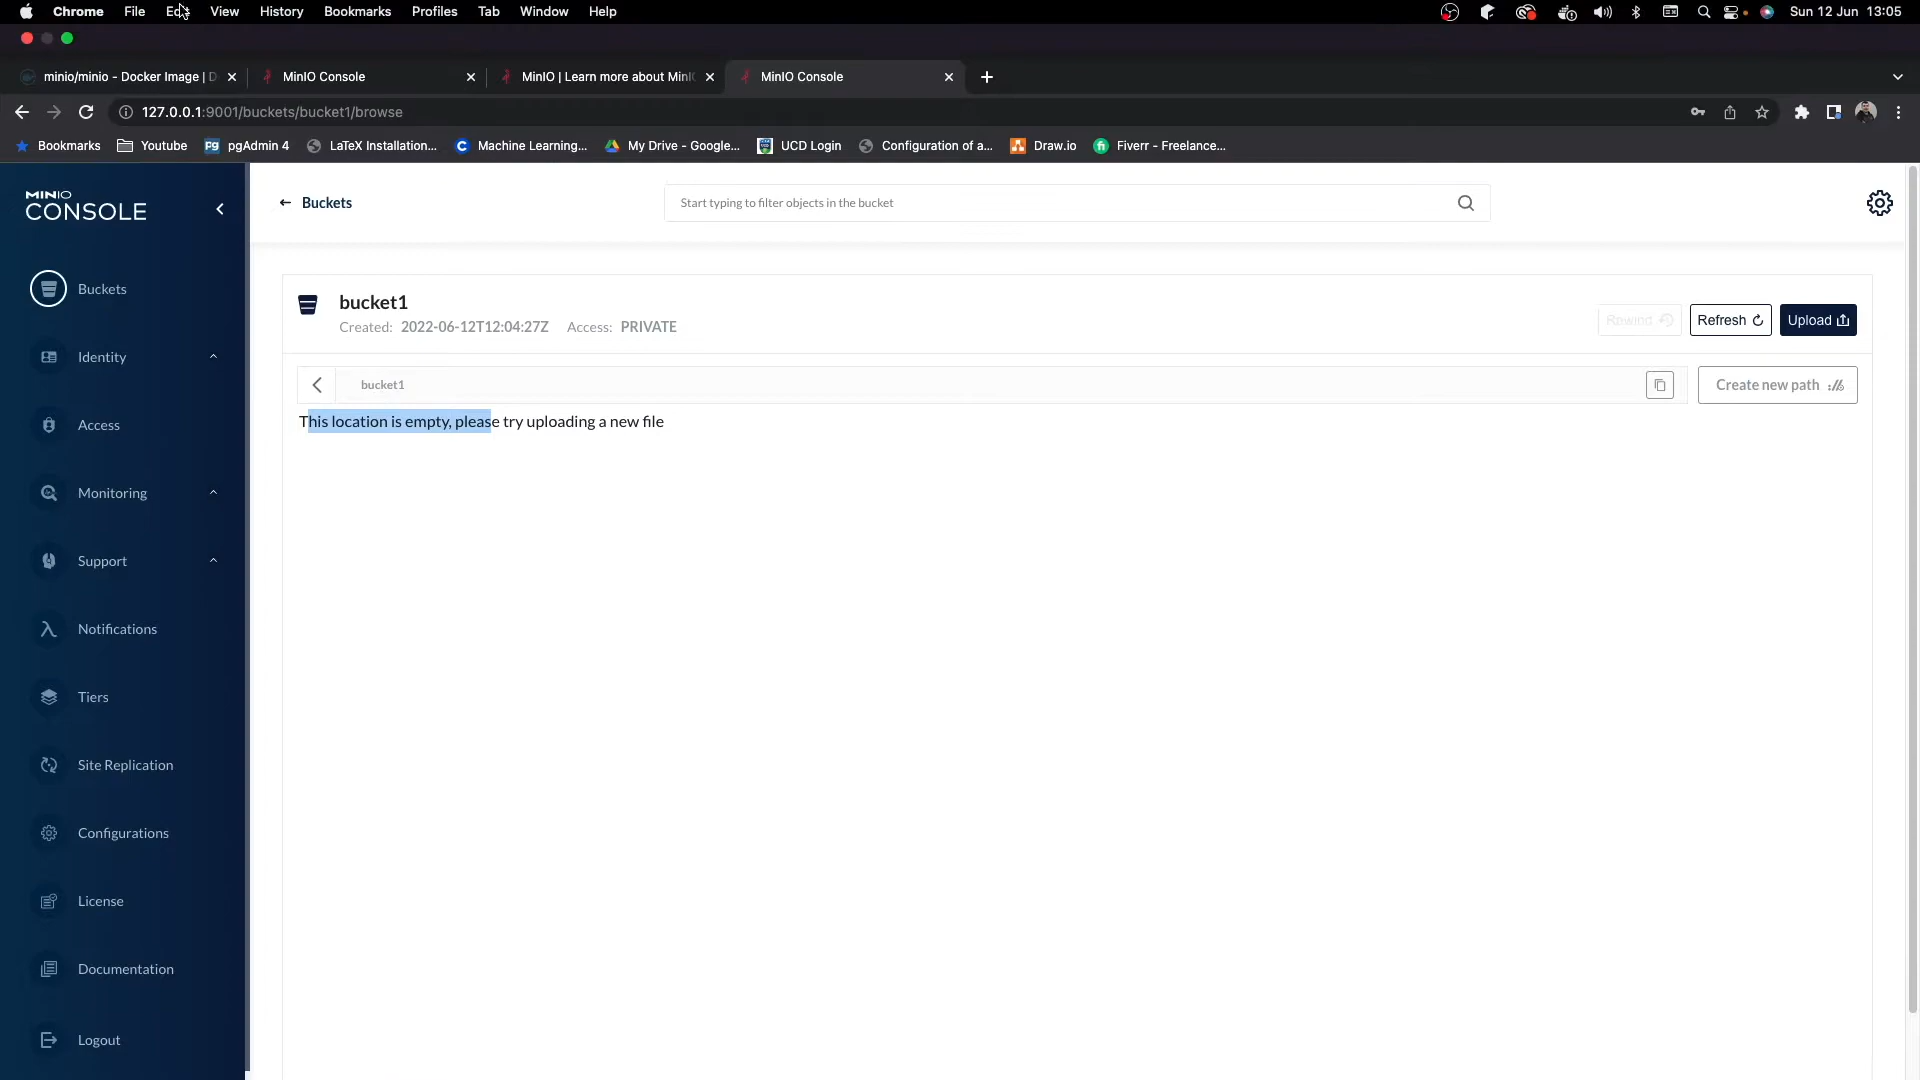 Chrome File Edit View History Bookmarks Profiles Tab Window Help Sun 12 Jun 13:05
minio/minio - Docker Image | D MinIO Console MinIO | Learn more about MinI MinIO Console
127.0.0.1:9001/buckets/bucket1/browse
Bookmarks Youtube pgAdmin 4 LaTeX Installation... Machine Learning,... My Drive - Google... UCD Login Configuration of a... Draw.io Fiverr - Freelance...
MINIO
CONSOLE
Buckets
Start typing to filter objects in the bucket
Buckets
Identity
Access
Monitoring
Support
Notifications
Tiers
Site Replication
Configurations
License
Documentation
Logout
bucket1
Created: 2022-06-12T12:04:27Z Access: PRIVATE
Rewind Refresh Upload
bucket1
Create new path
This location is empty, please try uploading a new file